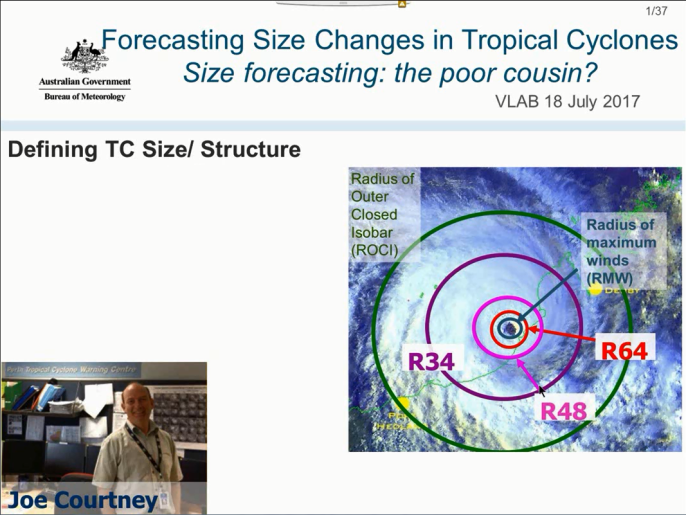 1/37
Forecasting Size Changes in Tropical Cyclones
Size forecasting: the poor cousin?
Australian Government
Bureau of Meteorology
VLAB 18 July 2017
Defining TC Size/ Structure
Radius of
Outer
Closed
Isobar
(ROCI)
Radius of
maximum
winds
(RMW)
DERBY
R64
R34
R48
Perth Tropical Cyclone Warning Centre
Joe Courtney